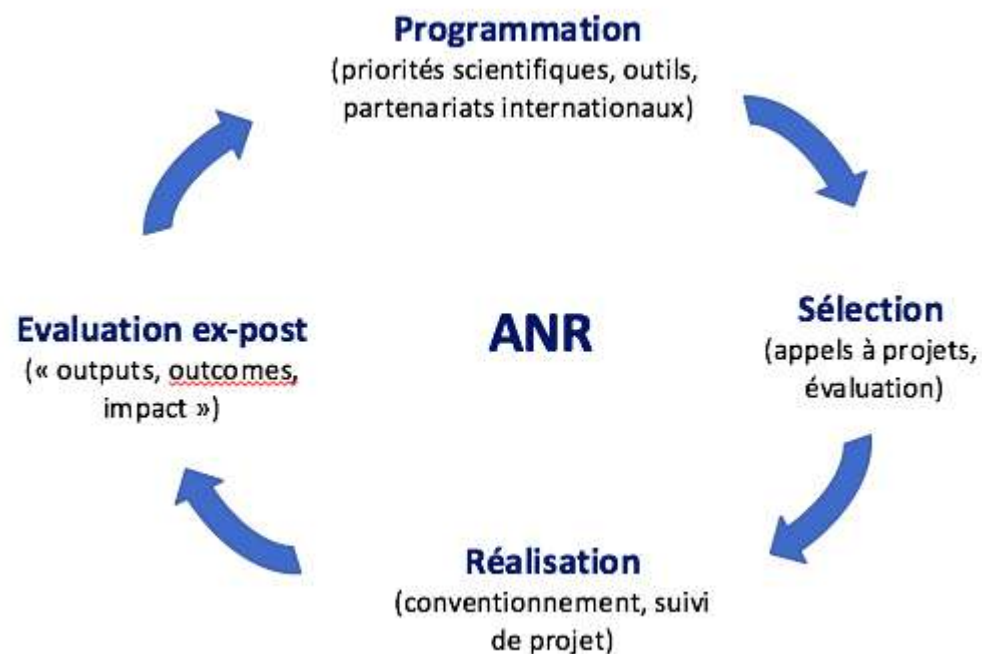 Programmation
(priorités scientifiques, outils,
partenariats internationaux)
Evaluation ex-post
(« outputs, outcomes,
impact »)
ANR
Sélection
(appels à projets,
évaluation)
Réalisation
(conventionnement, suivi
de projet)